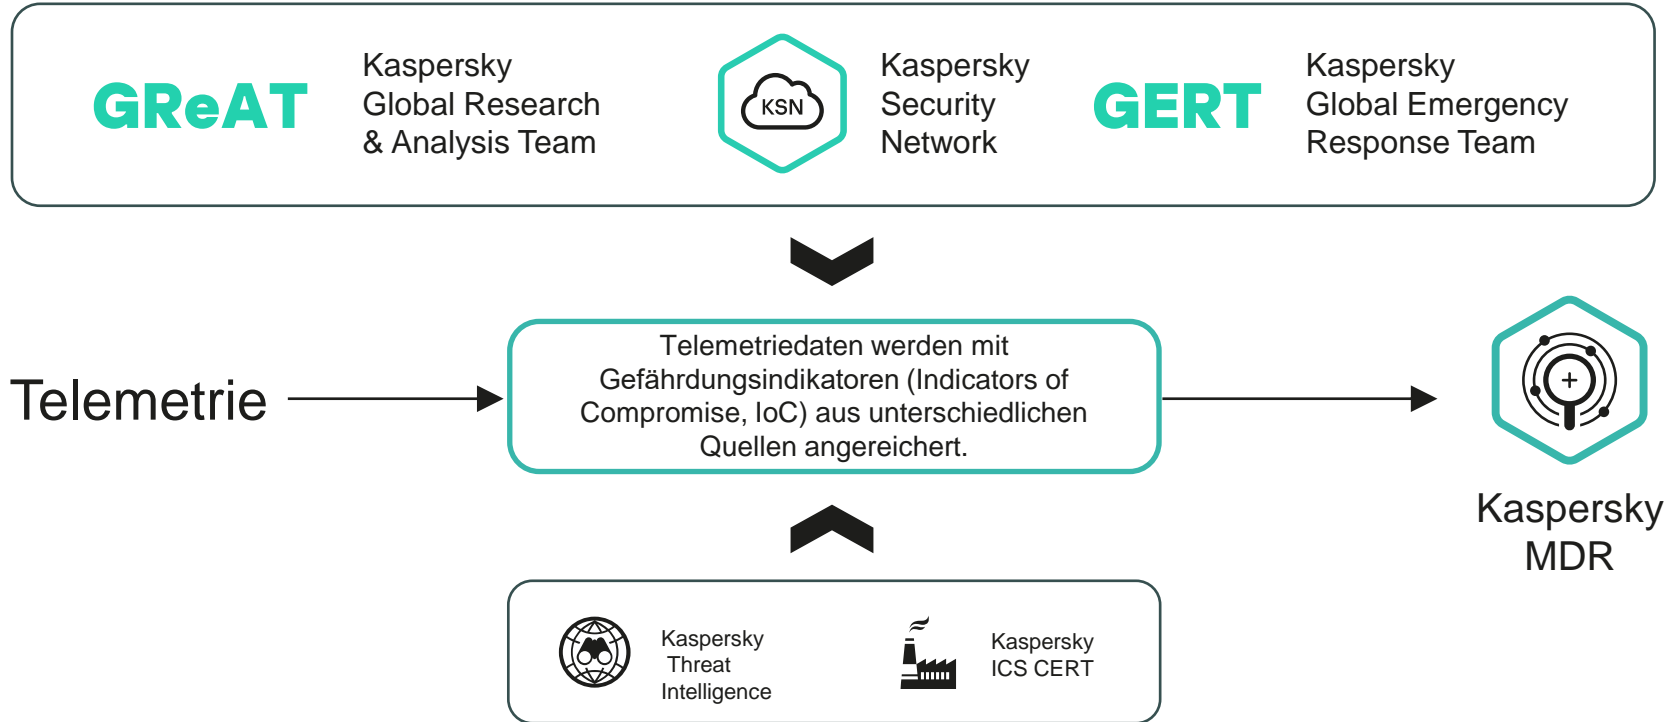 GReAT
Kaspersky
Global Research
& Analysis Team
KSN
Kaspersky
Security
Network
GERT
Kaspersky
Global Emergency
Response Team
Telemetrie
Telemetriedaten werden mit
Gefährdungsindikatoren (Indicators of
Compromise, IoC) aus unterschiedlichen
Quellen angereichert.
Kaspersky
MDR
Kaspersky
Threat
Intelligence
Kaspersky
ICS CERT